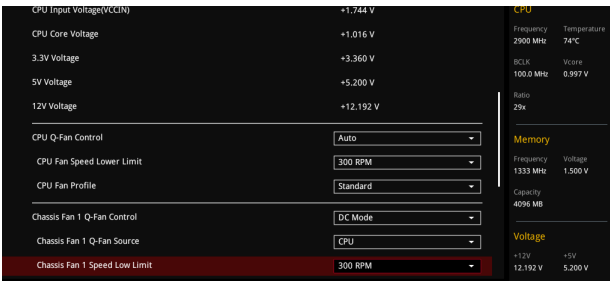 CPU Input Voltage(VCCIN) +1.744 V
CPU Core Voltage +1.016 V
3.3V Voltage +3.360 V
5V Voltage +5.200 V
12V Voltage +12.192 V
CPU Q-Fan Control Auto
CPU Fan Speed Lower Limit 300 RPM
CPU Fan Profile Standard
Chassis Fan 1 Q-Fan Control DC Mode
Chassis Fan 1 Q-Fan Source CPU
Chassis Fan 1 Speed Low Limit 300 RPM
CPU
Frequency Temperature
2900 MHz 74°C
BCLK Vcore
100.0 MHz 0.997 V
Ratio
29x
Memory
Frequency Voltage
1333 MHz 1.500 V
Capacity
4096 MB
Voltage
+12V +5V
12.192 V 5.200 V